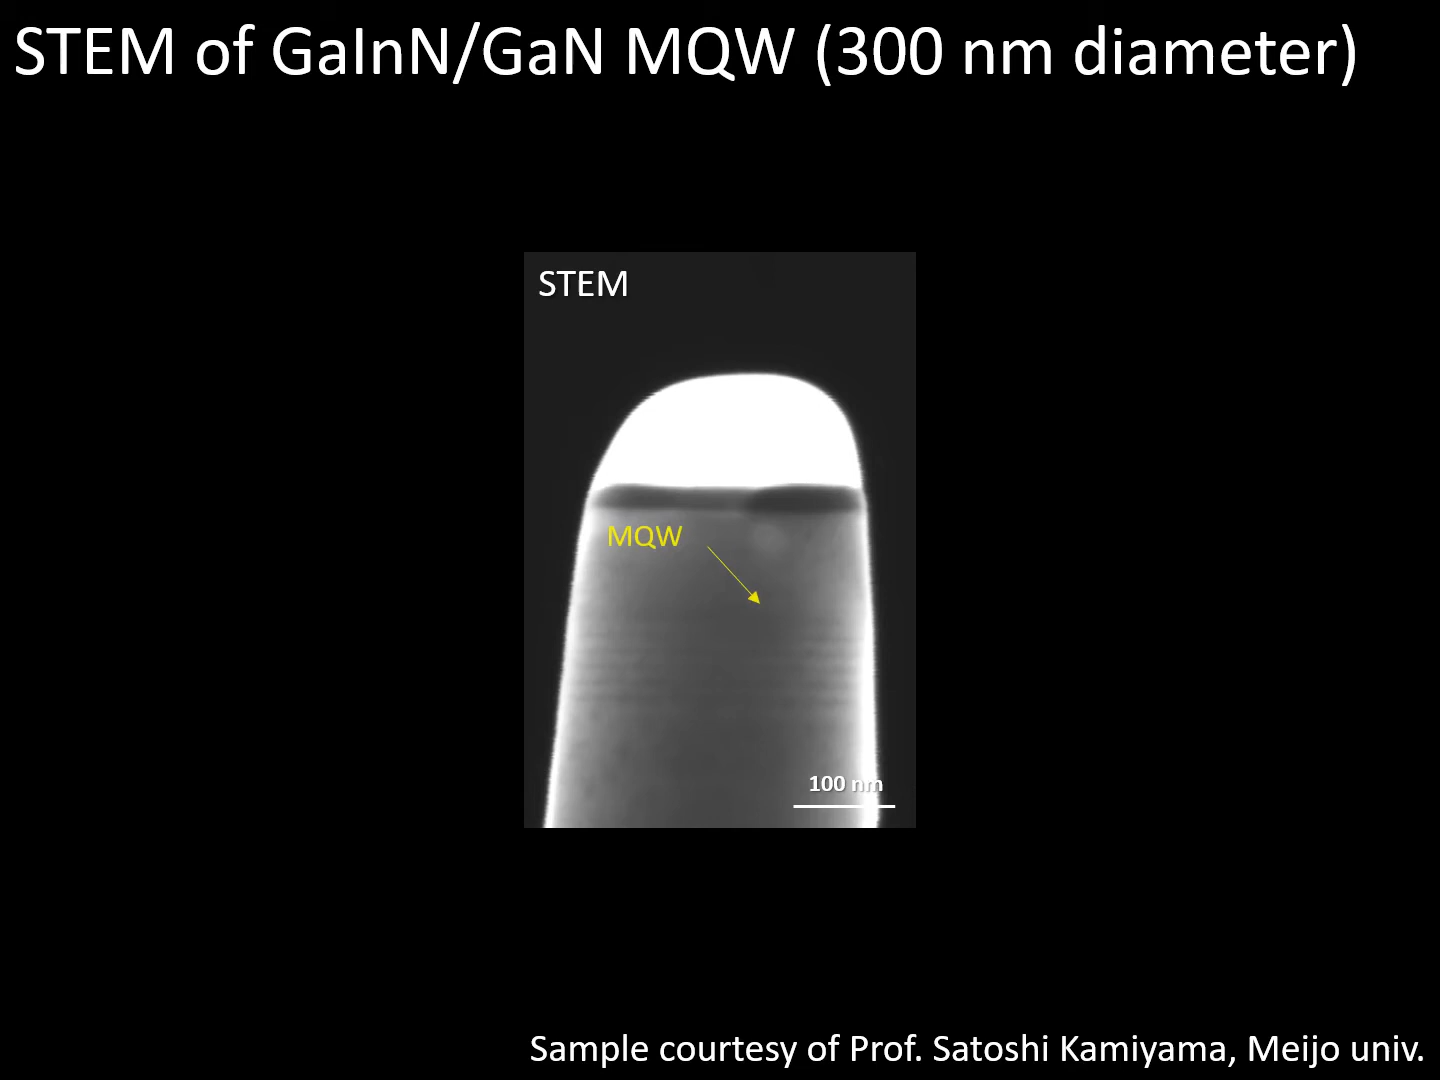 STEM of GaInN/GaN MQW (300 nm diameter)
STEM
MQW
100 nm
Sample courtesy of Prof. Satoshi Kamiyama, Meijo univ.